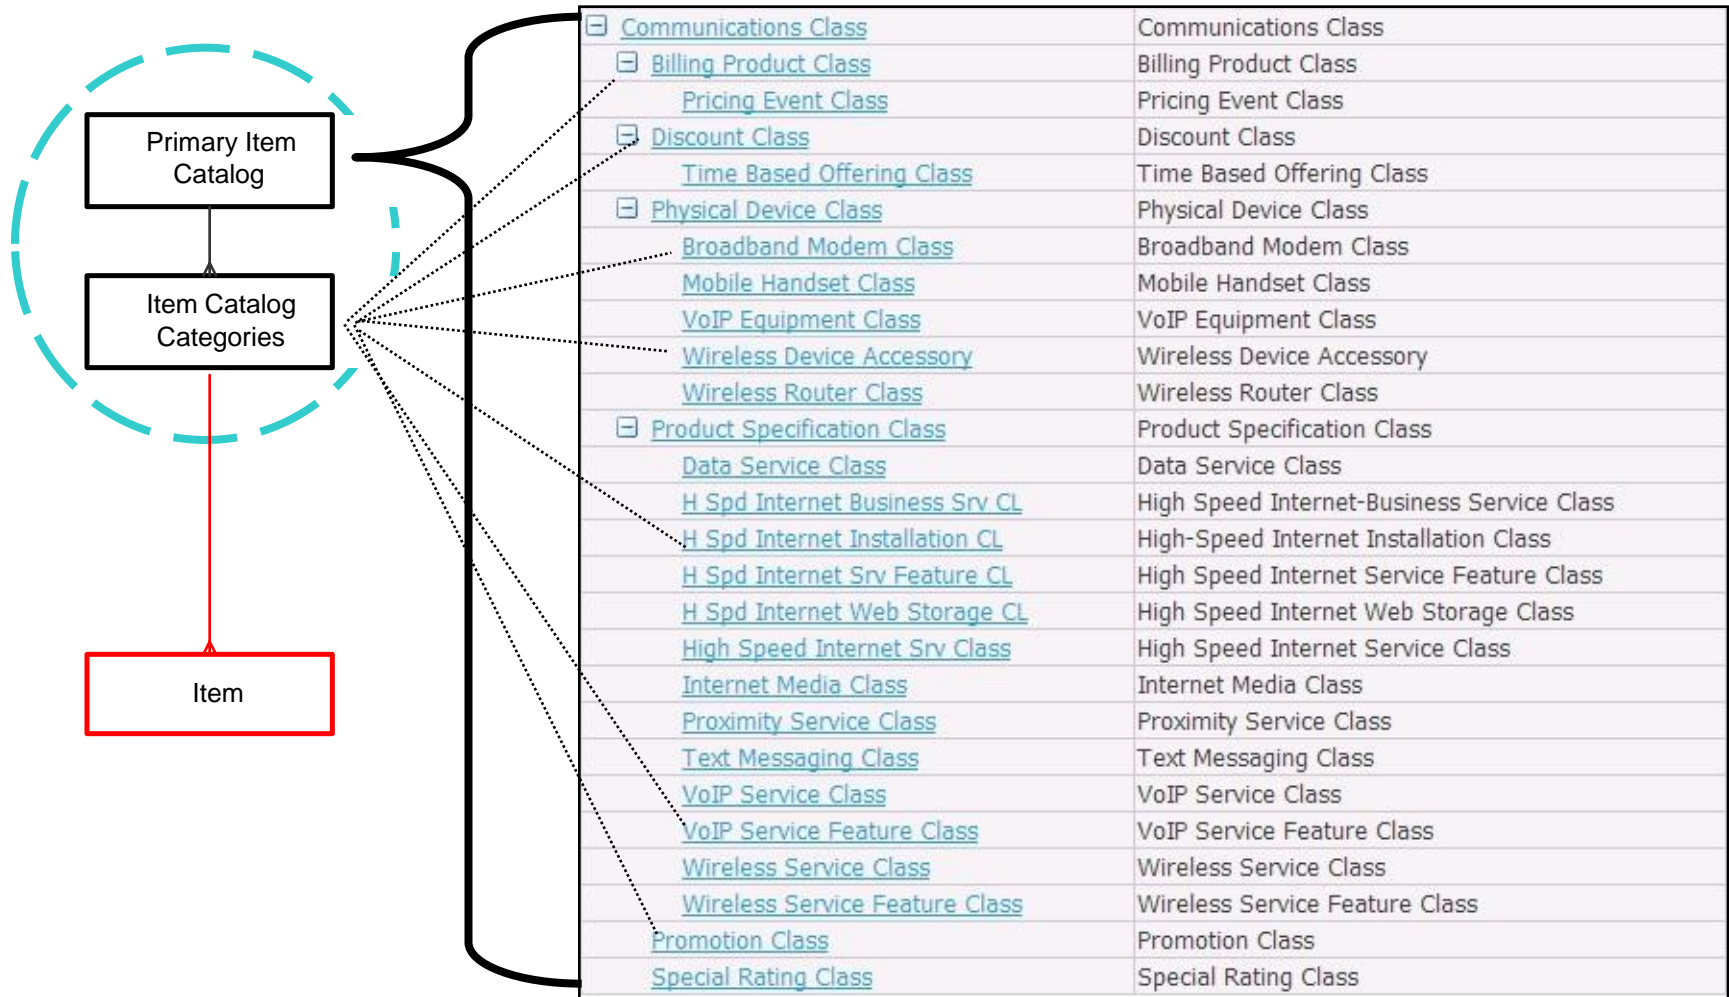 Primary Item
Catalog
Item Catalog
Categories
Item
Communications Class Communications Class
Billing Product Class Billing Product Class
Pricing Event Class Pricing Event Class
Discount Class Discount Class
Time Based Offering Class Time Based Offering Class
Physical Device Class Physical Device Class
Broadband Modem Class Broadband Modem Class
Mobile Handset Class Mobile Handset Class
VoIP Equipment Class VoIP Equipment Class
Wireless Device Accessory Wireless Device Accessory
Wireless Router Class Wireless Router Class
Product Specification Class Product Specification Class
Data Service Class Data Service Class
H Spd Internet Business Srv CL High Speed Internet-Business Service Class
H Spd Internet Installation CL High-Speed Internet Installation Class
H Spd Internet Srv Feature CL High Speed Internet Service Feature Class
H Spd Internet Web Storage CL High Speed Internet Web Storage Class
High Speed Internet Srv Class High Speed Internet Service Class
Internet Media Class Internet Media Class
Proximity Service Class Proximity Service Class
Text Messaging Class Text Messaging Class
VoIP Service Class VoIP Service Class
VoIP Service Feature Class VoIP Service Feature Class
Wireless Service Class Wireless Service Class
Wireless Service Feature Class Wireless Service Feature Class
Promotion Class Promotion Class
Special Rating Class Special Rating Class